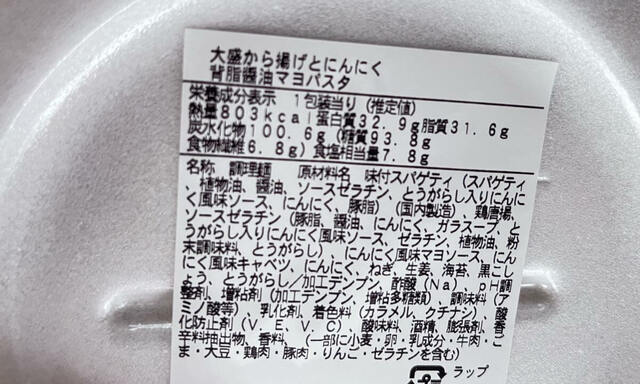 大盛から揚げとにんにく
背脂醤油マヨパスタ
栄養成分表示 1包装当り(推定値)
熱量803kcal蛋白質32.9g脂質31.6g
炭水化物100.6g(糖質93.8g
食物繊維6.8g)食塩相当量7.8g
名称 調理麺 原材料名 味付スパゲティ(スパゲティ
、植物油、醤油、ソースゼラチン、とうがらし入りにんに
く風味ソース、にんにく、豚脂)(国内製造)、鶏唐揚、
ソースゼラチン(豚脂、醤油、にんにく、ガラスープ、と
うがらし入りにんにく風味ソース、ゼラチン、植物油、粉
末調味料、とうがらし)、にんにく風味マヨソース、にん
にく風味キャベツ、にんにく、ねぎ、生姜、海苔、黒こし
ょう、とうがらし/加工デンプン、酢酸(Na)、pH調
整剤、増粘剤(加工デンプン、増粘多糖類)、調味料(ア
ミノ酸等)、乳化剤、着色料(カラメル、クチナシ)、酸
化防止剤(V.E、V.C)、酸味料、酒精、膨張剤、香
辛料抽出物、香料、(一部に小麦・卵・乳成分・牛肉・ご
ま・大豆・鶏肉・豚肉・りんご・ゼラチンを含む)
ラップ